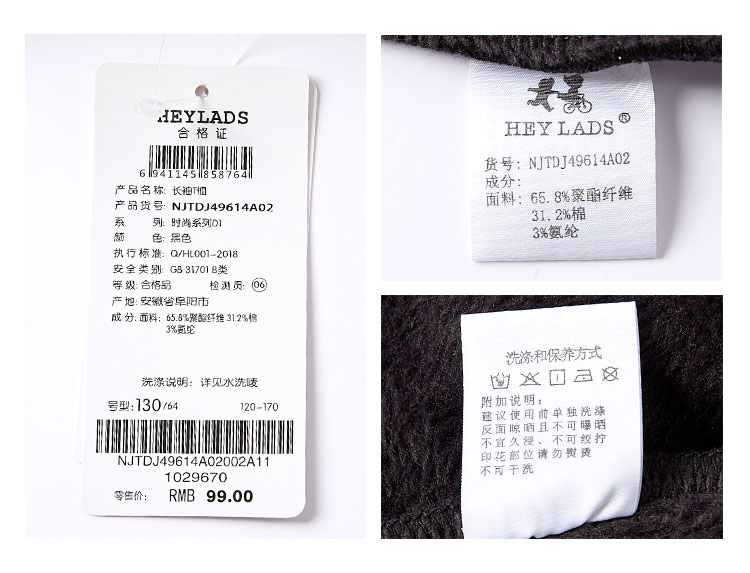 HEYLADS
合格证
6 941145 858764
产品名称: 长袖T恤
产品货号: NJTDJ49614A02
系 列: 时尚系列D1
颜 色: 黑色
执行标准: Q/HL001-2018
安全类别: GB 31701 B类
等级: 合格品 检测员: 06
产地: 安徽省阜阳市
成分: 面料: 65.8%聚酯纤维 31.2%棉
3%氨纶
洗涤说明: 详见水洗唛
号型: 130/64 120-170
NJTDJ49614A02002A11
1029670
零售价: RMB 99.00
HEY LADS®
货号: NJTDJ49614A02
成分:
面料: 65.8%聚酯纤维
31.2%棉
3%氨纶
洗涤和保养方式
附加说明:
建议使用前单独洗涤
反面晾晒且不可曝晒
不宜久浸、不可绞拧
印花部位请勿熨烫
不可干洗